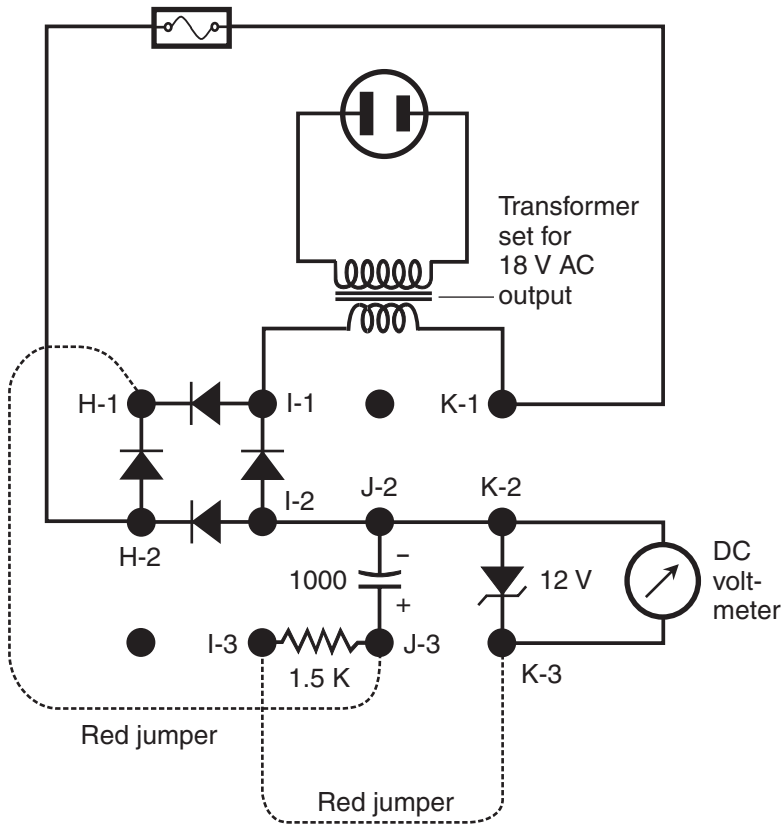 Transformer
set for
18 V AC
output
H-1
I-1
K-1
I-2
J-2
K-2
H-2
1000
−
+
12 V
DC
volt-
meter
I-3
1.5 K
J-3
K-3
Red jumper
Red jumper